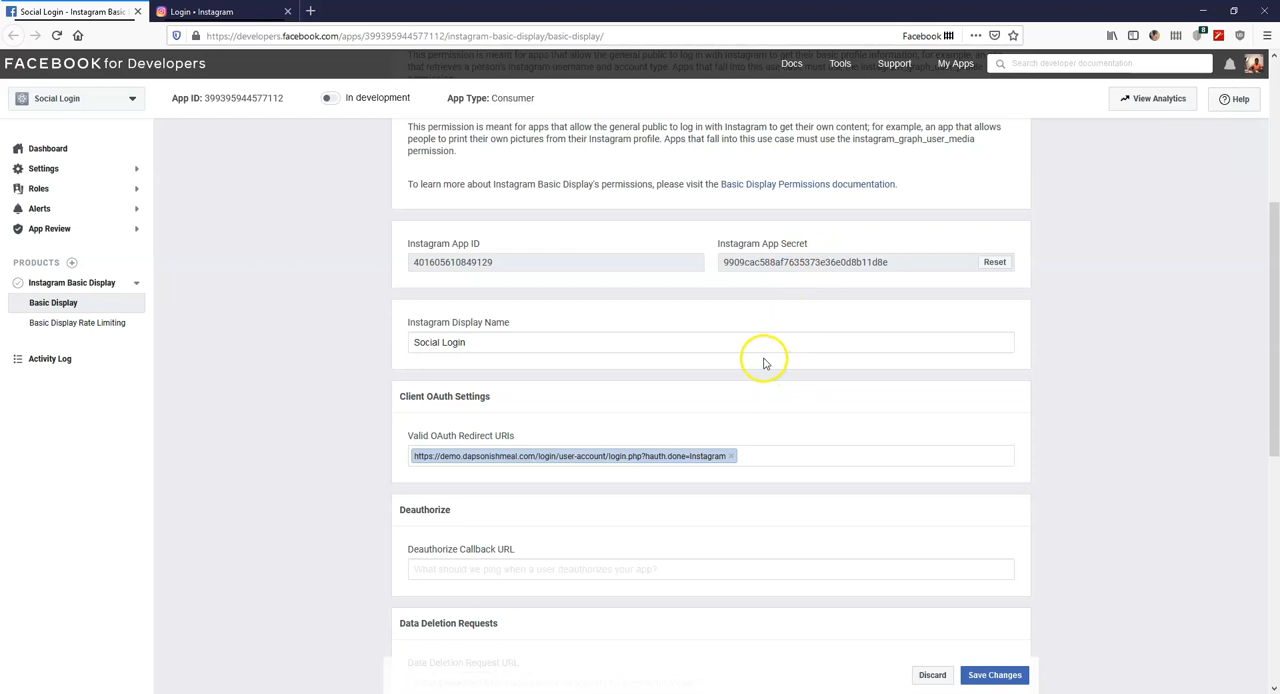 Social Login - Instagram Basic
Login • Instagram
https://developers.facebook.com/apps/399395944577112/instagram-basic-display/basic-display/
Facebook
FACEBOOK for Developers
Docs
Tools
Support
My Apps
Search developer documentation
Social Login
App ID: 399395944577112
In development
App Type: Consumer
View Analytics
Help
Dashboard
Settings
Roles
Alerts
App Review
PRODUCTS
Instagram Basic Display
Basic Display
Basic Display Rate Limiting
Activity Log
This permission is meant for apps that allow the general public to log in with Instagram to get their own content; for example, an app that allows
people to print their own pictures from their Instagram profile. Apps that fall into this use case must use the instagram_graph_user_media
permission.
To learn more about Instagram Basic Display's permissions, please visit the Basic Display Permissions documentation.
Instagram App ID
401605610849129
Instagram App Secret
9909cac588af7635373e36e0d8b11d8e
Reset
Instagram Display Name
Social Login
Client OAuth Settings
Valid OAuth Redirect URIs
https://demo.dapsonishmeal.com/login/user-account/login.php?hauth.done=Instagram
Deauthorize
Deauthorize Callback URL
What should we ping when a user deauthorizes your app?
Data Deletion Requests
Data Deletion Request URL
Discard
Save Changes